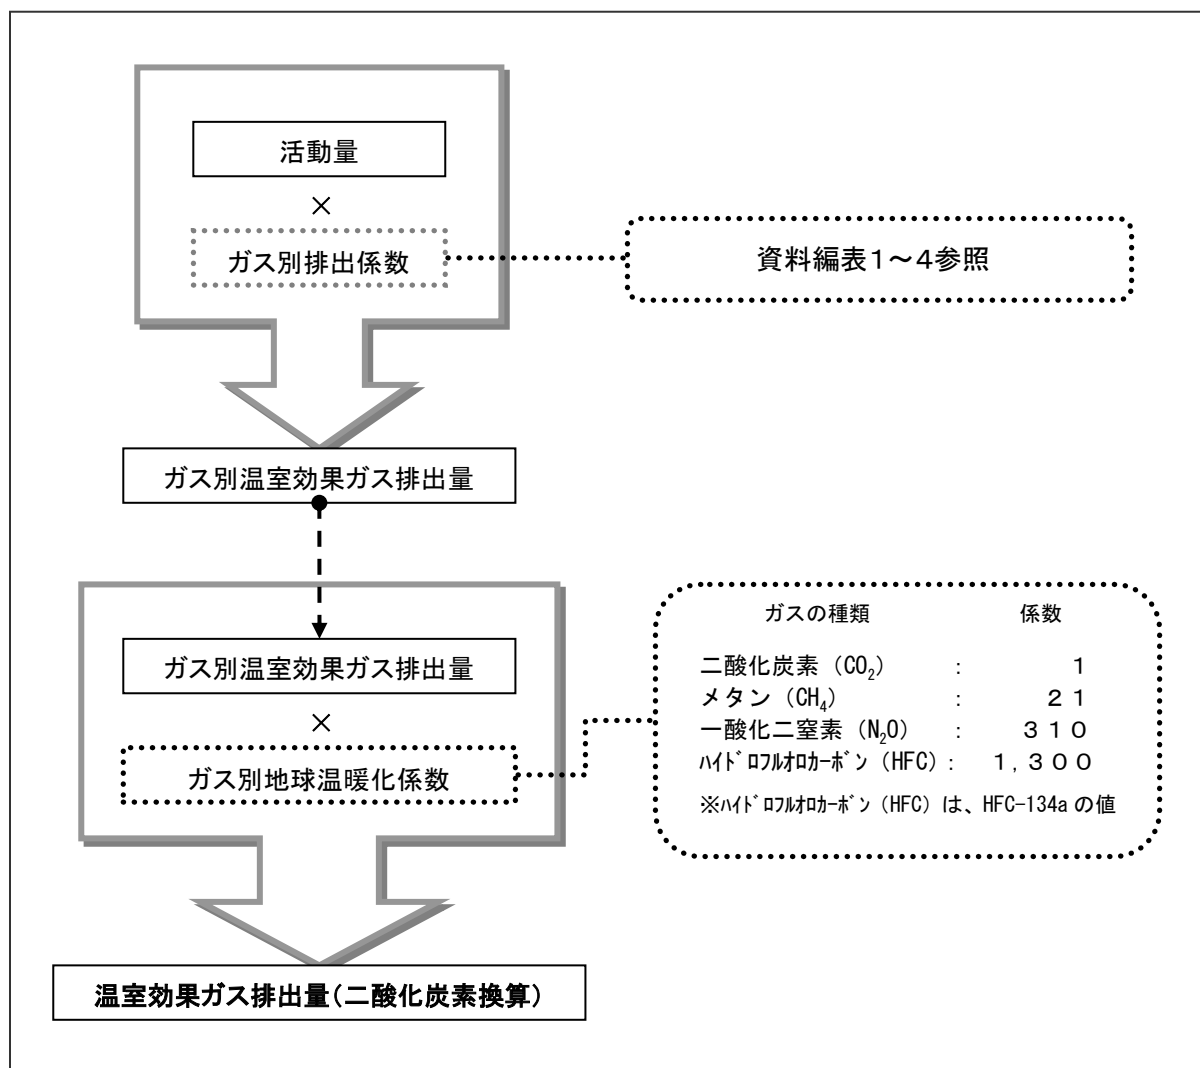 活動量
×
ガス別排出係数
資料編表1～4参照
ガス別温室効果ガス排出量
ガス別温室効果ガス排出量
×
ガス別地球温暖化係数
ガスの種類 係数
二酸化炭素（CO₂） ： １
メタン（CH₄） ： ２１
一酸化二窒素（N₂O） ： ３１０
ﾊｲﾄﾞﾛﾌﾙｵﾛｶｰﾎﾞﾝ（HFC）： １,３００
※ﾊｲﾄﾞﾛﾌﾙｵﾛｶｰﾎﾞﾝ（HFC）は、HFC-134a の値
温室効果ガス排出量（二酸化炭素換算）